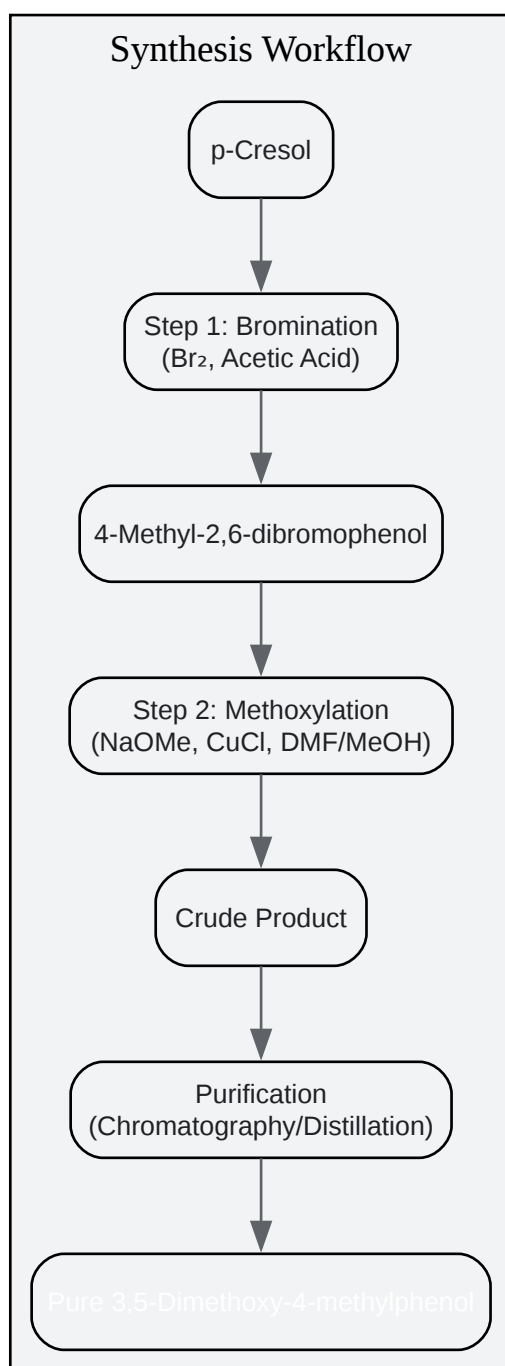 Synthesis Workflow
p-Cresol
Step 1: Bromination
(Br₂, Acetic Acid)
4-Methyl-2,6-dibromophenol
Step 2: Methoxylation
(NaOMe, CuCl, DMF/MeOH)
Crude Product
Purification
(Chromatography/Distillation)
Pure 3,5-Dimethoxy-4-methylphenol